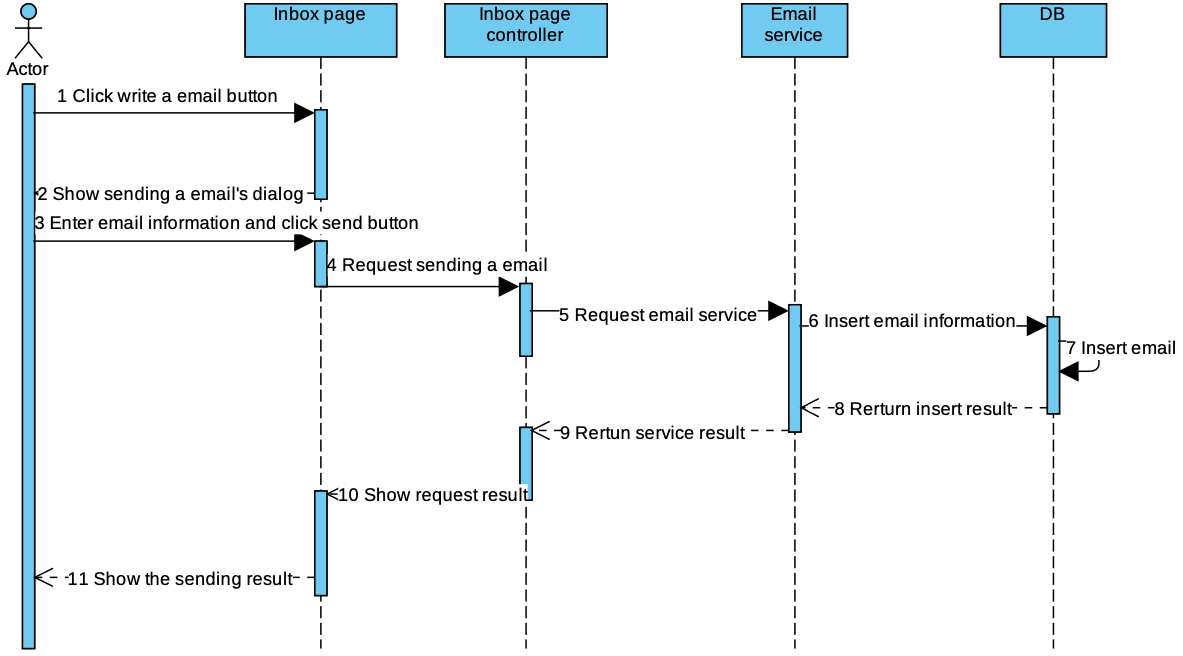 Inbox page
Inbox page
controller
Email
service
DB
Actor
1 Click write a email button
2 Show sending a email's dialog
3 Enter email information and click send button
4 Request sending a email
5 Request email service
6 Insert email information
7 Insert email
8 Rerturn insert result
9 Rertun service result
10 Show request result
11 Show the sending result